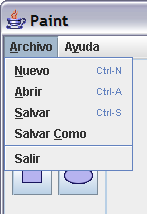 Paint
Archivo Ayuda
Nuevo Ctrl-N
Abrir Ctrl-A
Salvar Ctrl-S
Salvar Como
Salir